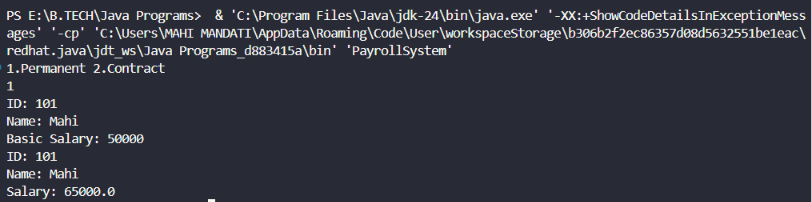 PS E:\B.TECH\Java Programs>  & 'C:\Program Files\Java\jdk-24\bin\java.exe' '-XX:+ShowCodeDetailsInExceptionMess
ages' '-cp' 'C:\Users\MAHI MANDATI\AppData\Roaming\Code\User\workspaceStorage\b306b2f2ec86357d08d5632551be1eac\
redhat.java\jdt_ws\Java Programs_d883415a\bin' 'PayrollSystem'
1.Permanent 2.Contract
1
ID: 101
Name: Mahi
Basic Salary: 50000
ID: 101
Name: Mahi
Salary: 65000.0